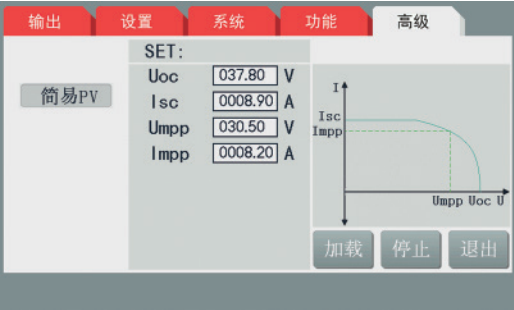 输出 设置 系统 功能 高级
SET:
简易PV
Uoc 037.80 V
Isc 0008.90 A
Umpp 030.50 V
Impp 0008.20 A
I
Isc
Impp
Umpp Uoc U
加载 停止 退出